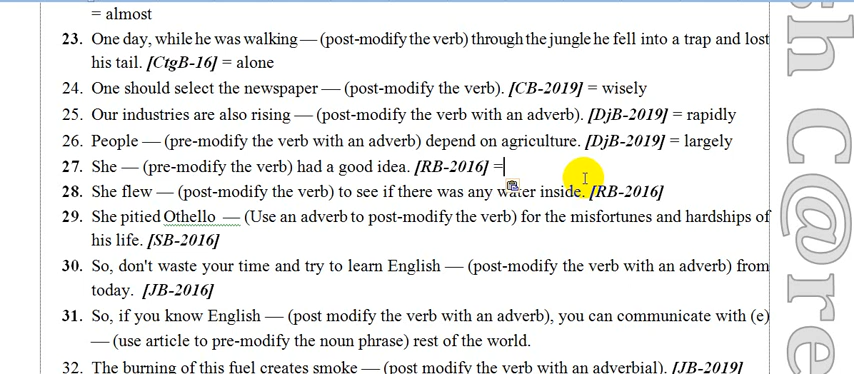 = almost
23. One day, while he was walking — (post-modify the verb) through the jungle he fell into a trap and lost
his tail. [CtgB-16] = alone
24. One should select the newspaper — (post-modify the verb). [CB-2019] = wisely
25. Our industries are also rising — (post-modify the verb with an adverb). [DjB-2019] = rapidly
26. People — (pre-modify the verb with an adverb) depend on agriculture. [DjB-2019] = largely
27. She — (pre-modify the verb) had a good idea. [RB-2016] =
28. She flew — (post-modify the verb) to see if there was any water inside. [RB-2016]
29. She pitied Othello — (Use an adverb to post-modify the verb) for the misfortunes and hardships of
his life. [SB-2016]
30. So, don't waste your time and try to learn English — (post-modify the verb with an adverb) from
today. [JB-2016]
31. So, if you know English — (post modify the verb with an adverb), you can communicate with (e)
— (use article to pre-modify the noun phrase) rest of the world.
32. The burning of this fuel creates smoke — (post modify the verb with an adverbial). [JB-2019]
sh C@re